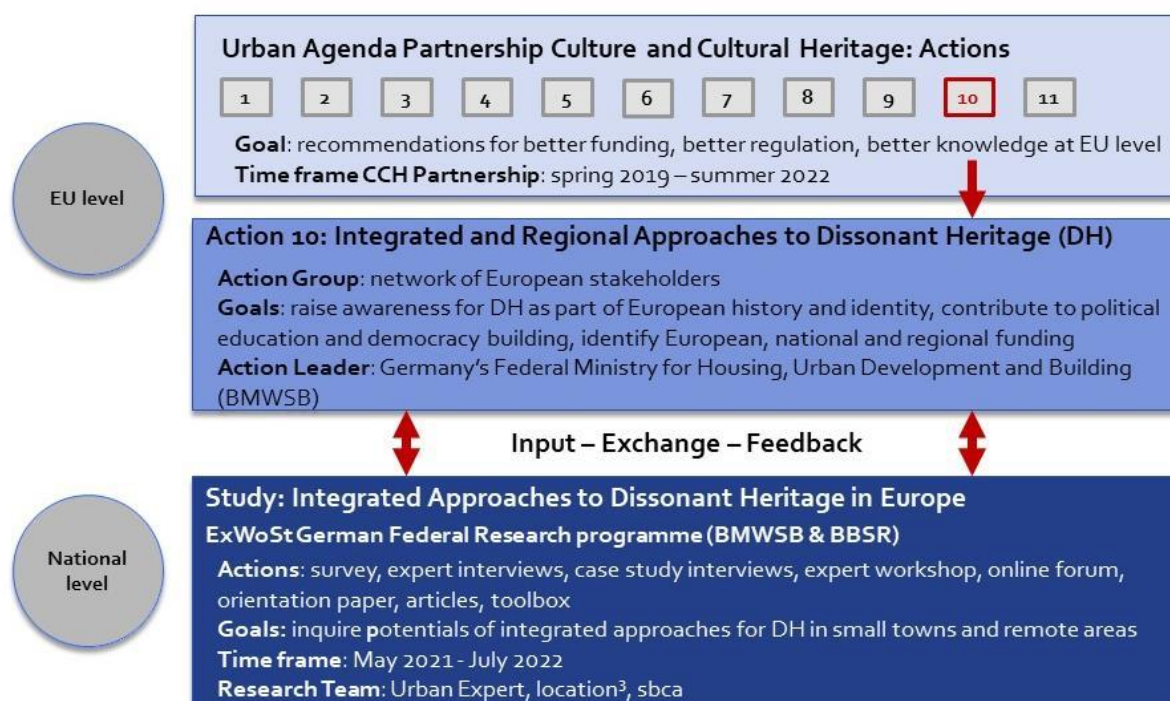 Urban Agenda Partnership Culture and Cultural Heritage: Actions
1 2 3 4 5 6 7 8 9 10 11
Goal: recommendations for better funding, better regulation, better knowledge at EU level
Time frame CCH Partnership: spring 2019 – summer 2022
EU level
Action 10: Integrated and Regional Approaches to Dissonant Heritage (DH)
Action Group: network of European stakeholders
Goals: raise awareness for DH as part of European history and identity, contribute to political
education and democracy building, identify European, national and regional funding
Action Leader: Germany's Federal Ministry for Housing, Urban Development and Building
(BMWSB)
Input – Exchange – Feedback
National
level
Study: Integrated Approaches to Dissonant Heritage in Europe
ExWoSt German Federal Research programme (BMWSB & BBSR)
Actions: survey, expert interviews, case study interviews, expert workshop, online forum,
orientation paper, articles, toolbox
Goals: inquire potentials of integrated approaches for DH in small towns and remote areas
Time frame: May 2021 - July 2022
Research Team: Urban Expert, location³, sbca